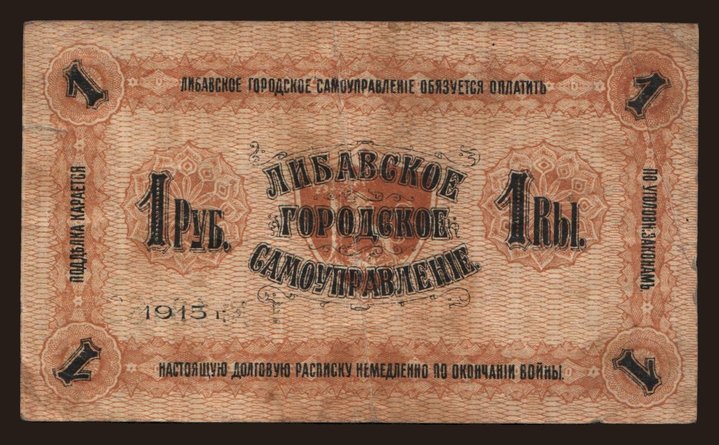 1
1
ЛИБАВСКОЕ ГОРОДСКОЕ САМОУПРАВЛЕНІЕ ОБЯЗУЕТСЯ ОПЛАТИТЬ
ПОДДѢЛКА КАРАЕТСЯ
ПО УГОЛОВ. ЗАКОНАМЪ
1 РУБ.
ЛИБАВСКОЕ
ГОРОДСКОЕ
САМОУПРАВЛЕНІЕ.
1 Rbl.
1915 г.
НАСТОЯЩУЮ ДОЛГОВУЮ РАСПИСКУ НЕМЕДЛЕННО ПО ОКОНЧАНІИ ВОЙНЫ.
1
1